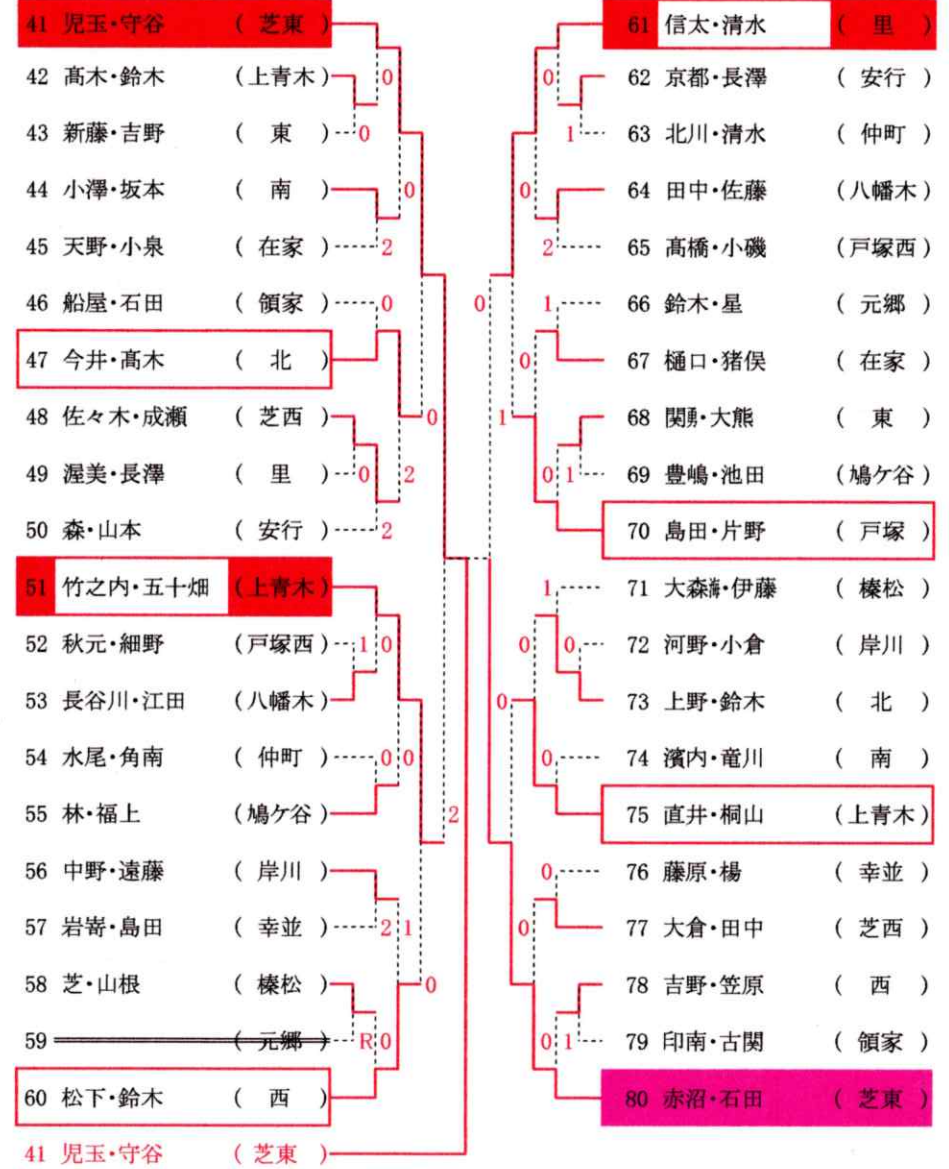 41 児玉・守谷 ( 芝東 )
42 髙木・鈴木 (上青木)
43 新藤・吉野 ( 東 )
44 小澤・坂本 ( 南 )
45 天野・小泉 ( 在家 )
46 船屋・石田 ( 領家 )
47 今井・髙木 ( 北 )
48 佐々木・成瀬 ( 芝西 )
49 渥美・長澤 ( 里 )
50 森・山本 ( 安行 )
51 竹之内・五十畑 (上青木)
52 秋元・細野 (戸塚西)
53 長谷川・江田 (八幡木)
54 水尾・角南 ( 仲町 )
55 林・福上 (鳩ケ谷)
56 中野・遠藤 ( 岸川 )
57 岩嵜・島田 ( 幸並 )
58 芝・山根 ( 榛松 )
59 ( 元郷 )
60 松下・鈴木 ( 西 )
41 児玉・守谷 ( 芝東 )
0
0
0
2
0
0
0
2
2
1
0
0
0
2
2
1
0
R
0
61 信太・清水 ( 里 )
62 京都・長澤 ( 安行 )
63 北川・清水 ( 仲町 )
64 田中・佐藤 (八幡木)
65 髙橋・小磯 (戸塚西)
66 鈴木・星 ( 元郷 )
67 樋口・猪俣 ( 在家 )
68 関勇・大熊 ( 東 )
69 豊嶋・池田 (鳩ケ谷)
70 島田・片野 ( 戸塚 )
71 大森海・伊藤 ( 榛松 )
72 河野・小倉 ( 岸川 )
73 上野・鈴木 ( 北 )
74 濱内・竜川 ( 南 )
75 直井・桐山 (上青木)
76 藤原・楊 ( 幸並 )
77 大倉・田中 ( 芝西 )
78 吉野・笠原 ( 西 )
79 印南・古関 ( 領家 )
80 赤沼・石田 ( 芝東 )
0
1
0
2
0
1
0
1
0
1
1
0
0
0
0
0
0
0
0
1